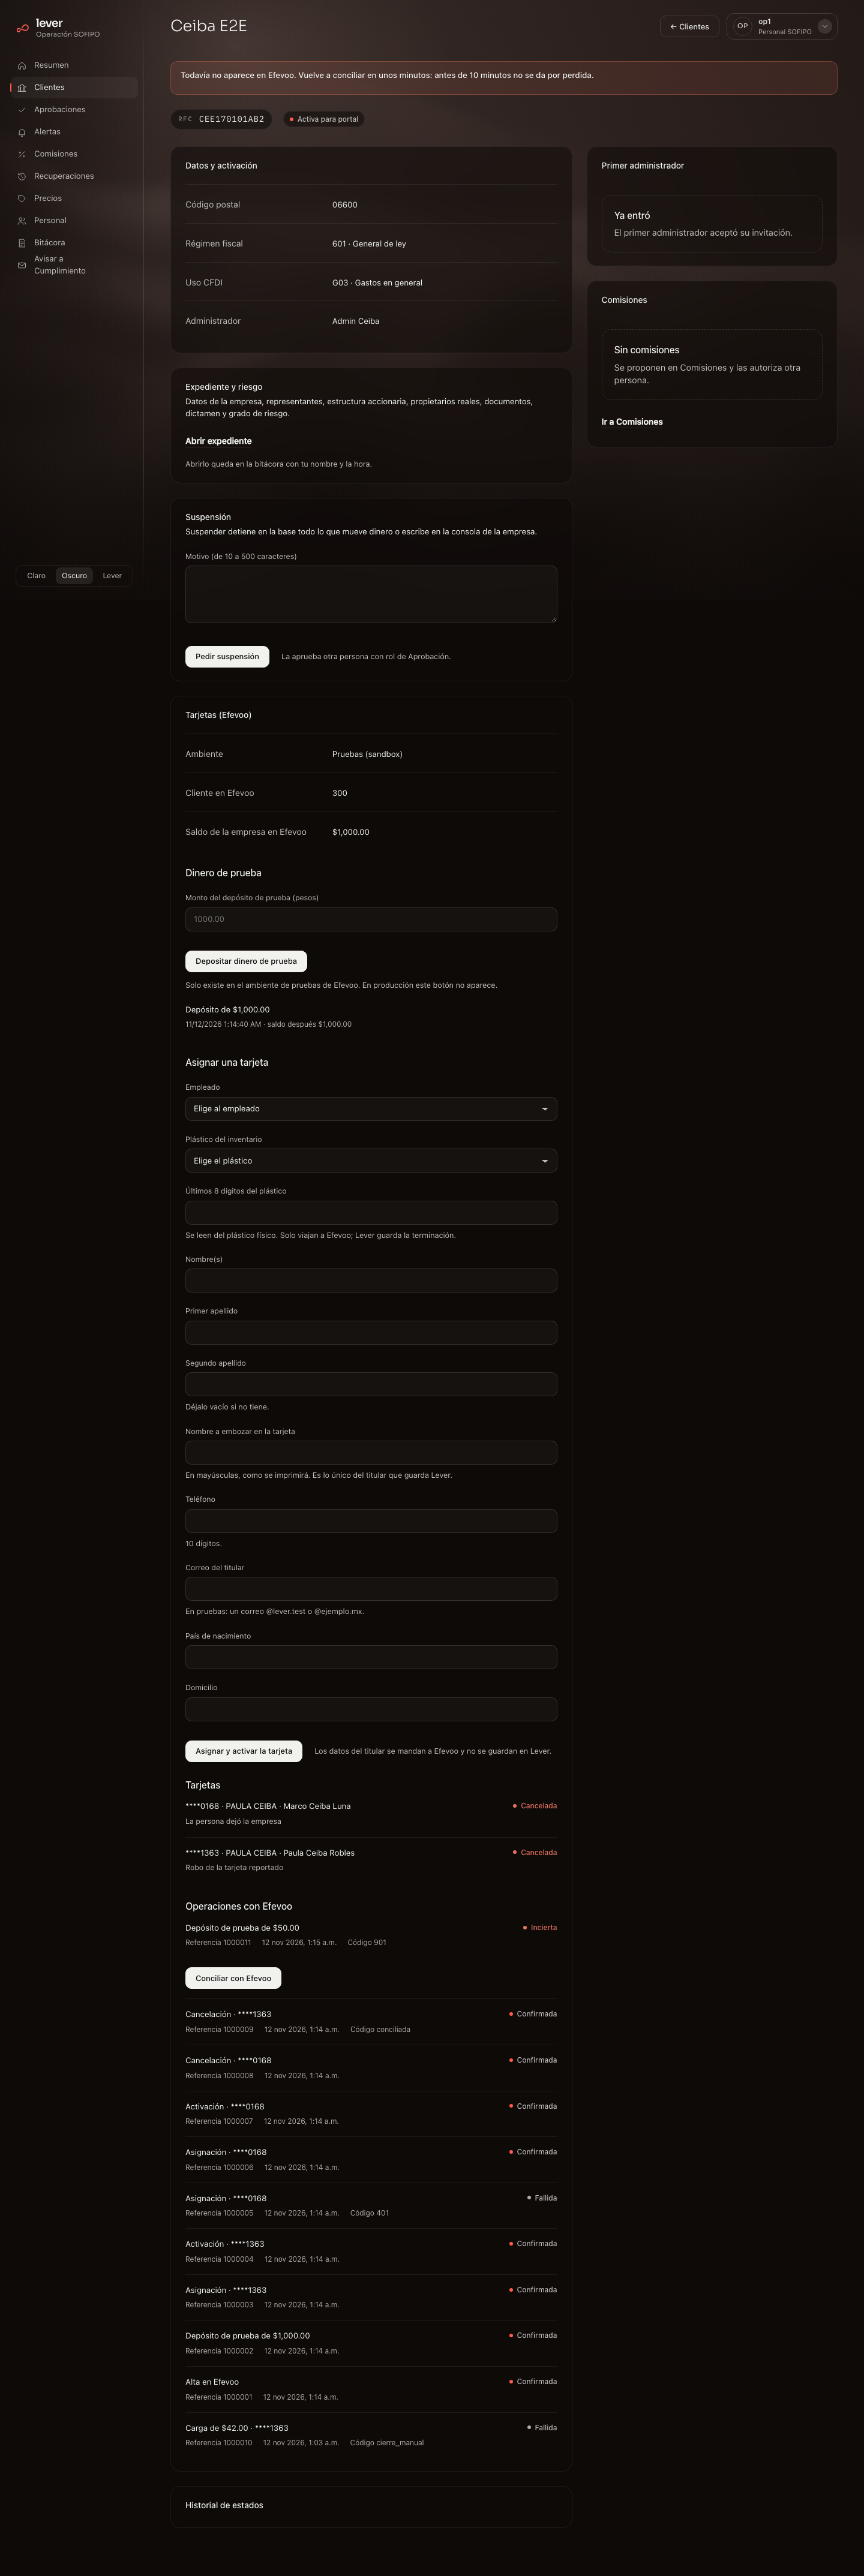 lever
Operación SOFIPO
Resumen
Clientes
Aprobaciones
Alertas
Comisiones
Recuperaciones
Precios
Personal
Bitácora
Avisar a
Cumplimiento
Claro
Oscuro
Lever
Ceiba E2E
← Clientes
OP
op1
Personal SOFIPO
Todavía no aparece en Efevoo. Vuelve a conciliar en unos minutos: antes de 10 minutos no se da por perdida.
RFC CEE170101AB2
Activa para portal
Datos y activación
Código postal 06600
Régimen fiscal 601 · General de ley
Uso CFDI G03 · Gastos en general
Administrador Admin Ceiba
Expediente y riesgo
Datos de la empresa, representantes, estructura accionaria, propietarios reales, documentos,
dictamen y grado de riesgo.
Abrir expediente
Abrirlo queda en la bitácora con tu nombre y la hora.
Suspensión
Suspender detiene en la base todo lo que mueve dinero o escribe en la consola de la empresa.
Motivo (de 10 a 500 caracteres)
Pedir suspensión
La aprueba otra persona con rol de Aprobación.
Tarjetas (Efevoo)
Ambiente Pruebas (sandbox)
Cliente en Efevoo 300
Saldo de la empresa en Efevoo $1,000.00
Dinero de prueba
Monto del depósito de prueba (pesos)
1000.00
Depositar dinero de prueba
Solo existe en el ambiente de pruebas de Efevoo. En producción este botón no aparece.
Depósito de $1,000.00
11/12/2026 1:14:40 AM · saldo después $1,000.00
Asignar una tarjeta
Empleado
Elige al empleado
Plástico del inventario
Elige el plástico
Últimos 8 dígitos del plástico
Se leen del plástico físico. Solo viajan a Efevoo; Lever guarda la terminación.
Nombre(s)
Primer apellido
Segundo apellido
Déjalo vacío si no tiene.
Nombre a embozar en la tarjeta
En mayúsculas, como se imprimirá. Es lo único del titular que guarda Lever.
Teléfono
10 dígitos.
Correo del titular
En pruebas: un correo @lever.test o @ejemplo.mx.
País de nacimiento
Domicilio
Asignar y activar la tarjeta
Los datos del titular se mandan a Efevoo y no se guardan en Lever.
Tarjetas
****0168 · PAULA CEIBA · Marco Ceiba Luna Cancelada
La persona dejó la empresa
****1363 · PAULA CEIBA · Paula Ceiba Robles Cancelada
Robo de la tarjeta reportado
Operaciones con Efevoo
Depósito de prueba de $50.00 Incierta
Referencia 1000011 12 nov 2026, 1:15 a.m. Código 901
Conciliar con Efevoo
Cancelación · ****1363 Confirmada
Referencia 1000009 12 nov 2026, 1:14 a.m. Código conciliada
Cancelación · ****0168 Confirmada
Referencia 1000008 12 nov 2026, 1:14 a.m.
Activación · ****0168 Confirmada
Referencia 1000007 12 nov 2026, 1:14 a.m.
Asignación · ****0168 Confirmada
Referencia 1000006 12 nov 2026, 1:14 a.m.
Asignación · ****0168 Fallida
Referencia 1000005 12 nov 2026, 1:14 a.m. Código 401
Activación · ****1363 Confirmada
Referencia 1000004 12 nov 2026, 1:14 a.m.
Asignación · ****1363 Confirmada
Referencia 1000003 12 nov 2026, 1:14 a.m.
Depósito de prueba de $1,000.00 Confirmada
Referencia 1000002 12 nov 2026, 1:14 a.m.
Alta en Efevoo Confirmada
Referencia 1000001 12 nov 2026, 1:14 a.m.
Carga de $42.00 · ****1363 Fallida
Referencia 1000010 12 nov 2026, 1:03 a.m. Código cierre_manual
Historial de estados
Primer administrador
Ya entró
El primer administrador aceptó su invitación.
Comisiones
Sin comisiones
Se proponen en Comisiones y las autoriza otra
persona.
Ir a Comisiones